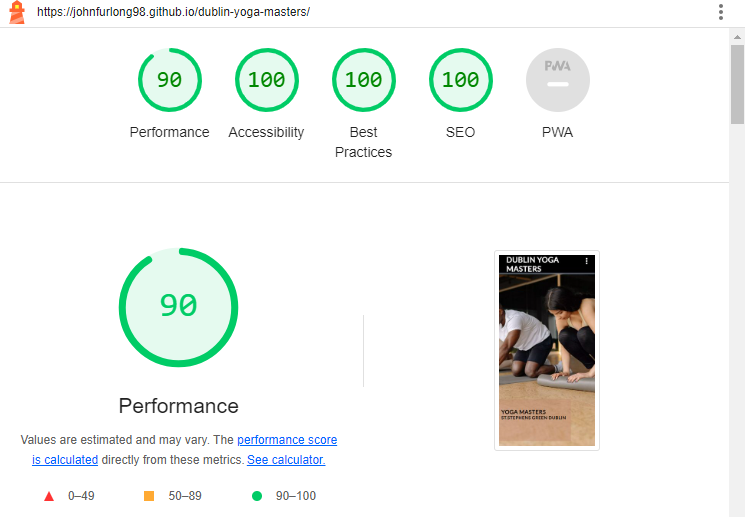 https://johnfurlong98.github.io/dublin-yoga-masters/
90
100
100
100
PWA
Performance
Accessibility
Best
Practices
SEO
PWA
90
Performance
Values are estimated and may vary. The performance score
is calculated directly from these metrics. See calculator.
0–49
50–89
90–100
DUBLIN YOGA
MASTERS
YOGA MASTERS
ST.STEPHENS GREEN DUBLIN